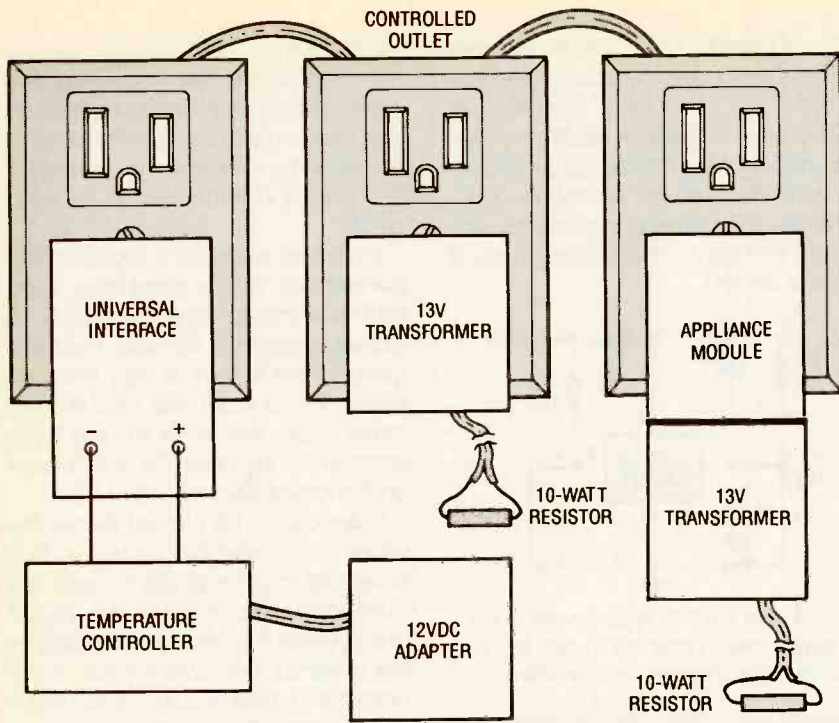 CONTROLLED
OUTLET
UNIVERSAL
INTERFACE
13V
TRANSFORMER
APPLIANCE
MODULE
- +
10-WATT
RESISTOR
13V
TRANSFORMER
TEMPERATURE
CONTROLLER
12VDC
ADAPTER
10-WATT
RESISTOR